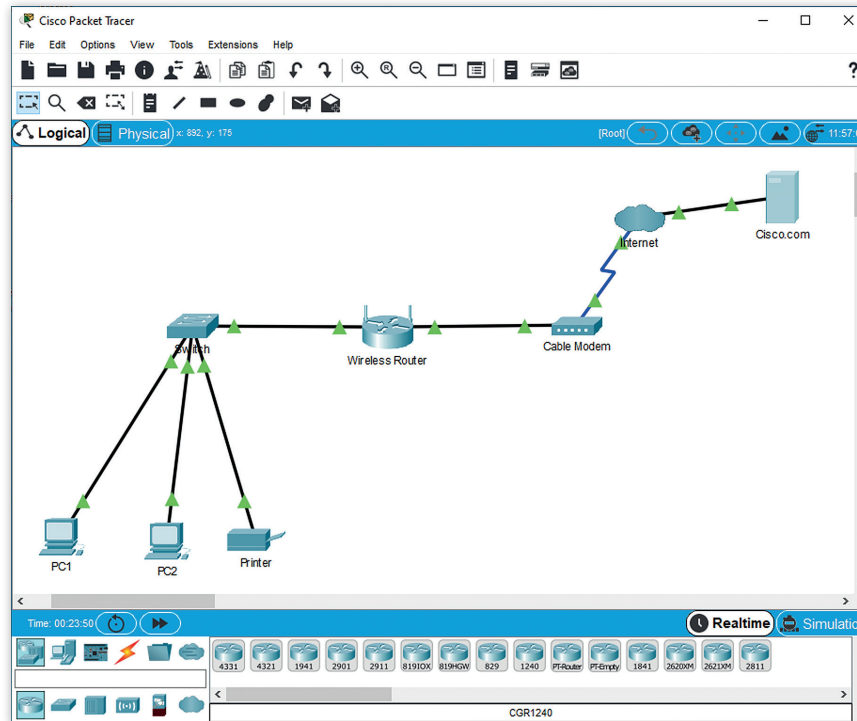 Cisco Packet Tracer
File Edit Options View Tools Extensions Help
?
Logical Physical x: 892, y: 175 [Root] 11:57:
Internet
Cisco.com
Switch
Wireless Router
Cable Modem
PC1
PC2
Printer
Time: 00:23:50 Realtime Simulatio
4331 4321 1941 2901 2911 819IOX 819HGW 829 1240 PT-Router PT-Empty 1841 2620XM 2621XM 2811
CGR1240